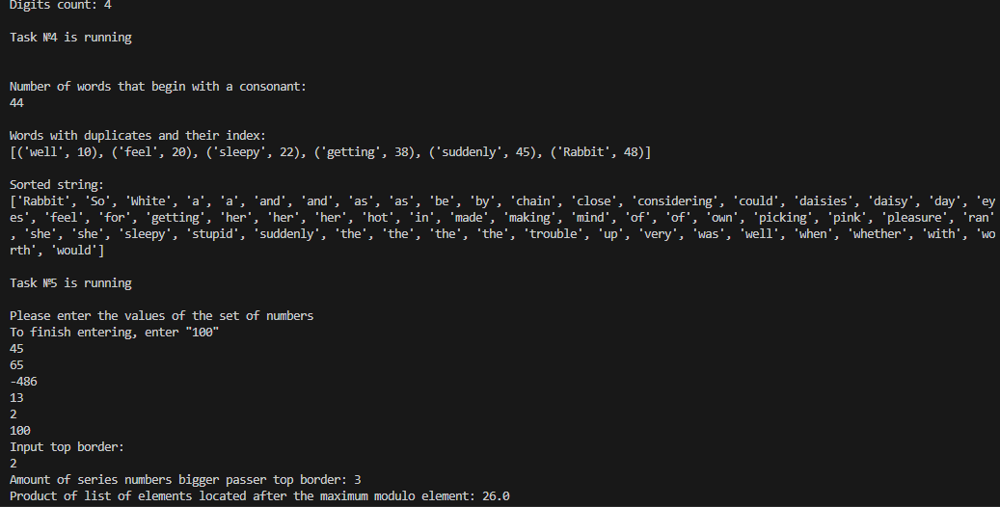 Digits count: 4
Task №4 is running
Number of words that begin with a consonant:
44
Words with duplicates and their index:
[('well', 10), ('feel', 20), ('sleepy', 22), ('getting', 38), ('suddenly', 45), ('Rabbit', 48)]
Sorted string:
['Rabbit', 'So', 'White', 'a', 'a', 'and', 'and', 'as', 'as', 'be', 'by', 'chain', 'close', 'considering', 'could', 'daisies', 'daisy', 'day', 'ey
es', 'feel', 'for', 'getting', 'her', 'her', 'her', 'hot', 'in', 'made', 'making', 'mind', 'of', 'of', 'own', 'picking', 'pink', 'pleasure', 'ran'
, 'she', 'she', 'sleepy', 'stupid', 'suddenly', 'the', 'the', 'the', 'the', 'trouble', 'up', 'very', 'was', 'well', 'when', 'whether', 'with', 'wo
rth', 'would']
Task №5 is running
Please enter the values of the set of numbers
To finish entering, enter "100"
45
65
-486
13
2
100
Input top border:
2
Amount of series numbers bigger passer top border: 3
Product of list of elements located after the maximum modulo element: 26.0